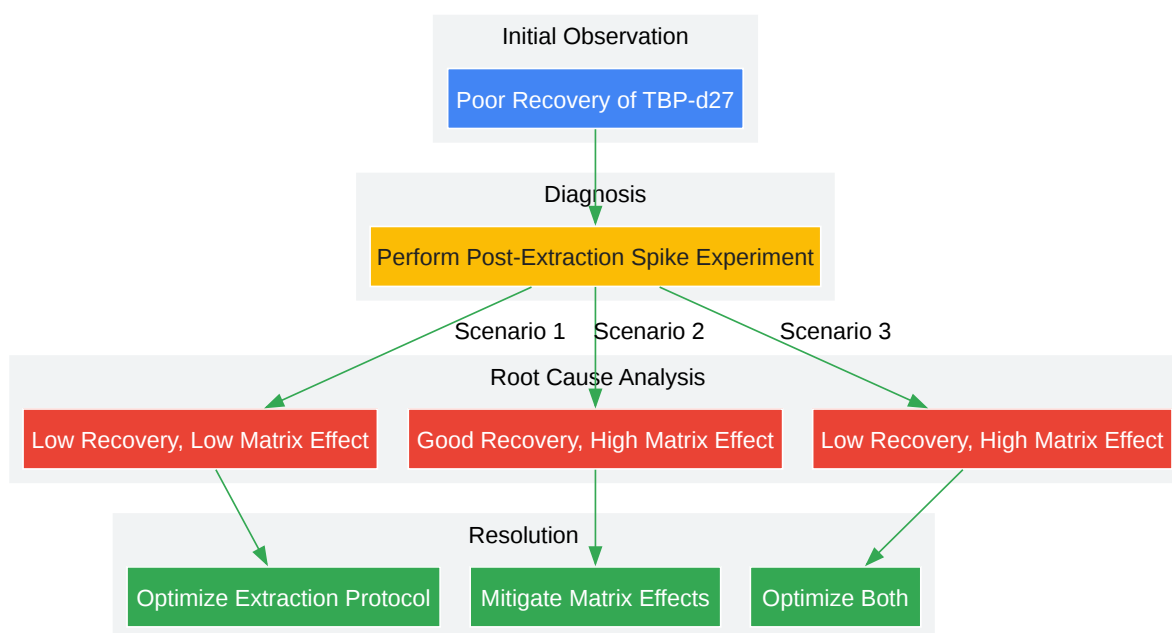 Initial Observation
Poor Recovery of TBP-d27
Diagnosis
Perform Post-Extraction Spike Experiment
Scenario 1
Scenario 2
Scenario 3
Root Cause Analysis
Low Recovery, Low Matrix Effect
Good Recovery, High Matrix Effect
Low Recovery, High Matrix Effect
Resolution
Optimize Extraction Protocol
Mitigate Matrix Effects
Optimize Both